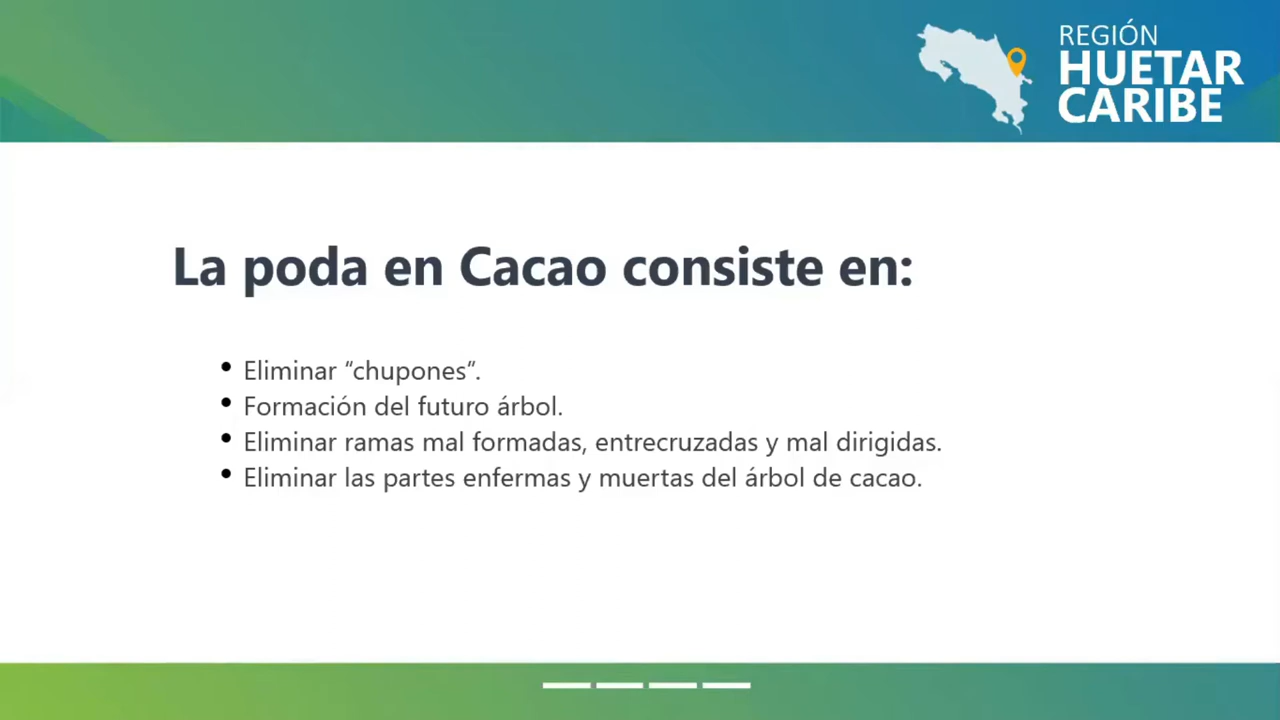 REGIÓN
HUETAR
CARIBE
La poda en Cacao consiste en:
• Eliminar “chupones”.
• Formación del futuro árbol.
• Eliminar ramas mal formadas, entrecruzadas y mal dirigidas.
• Eliminar las partes enfermas y muertas del árbol de cacao.